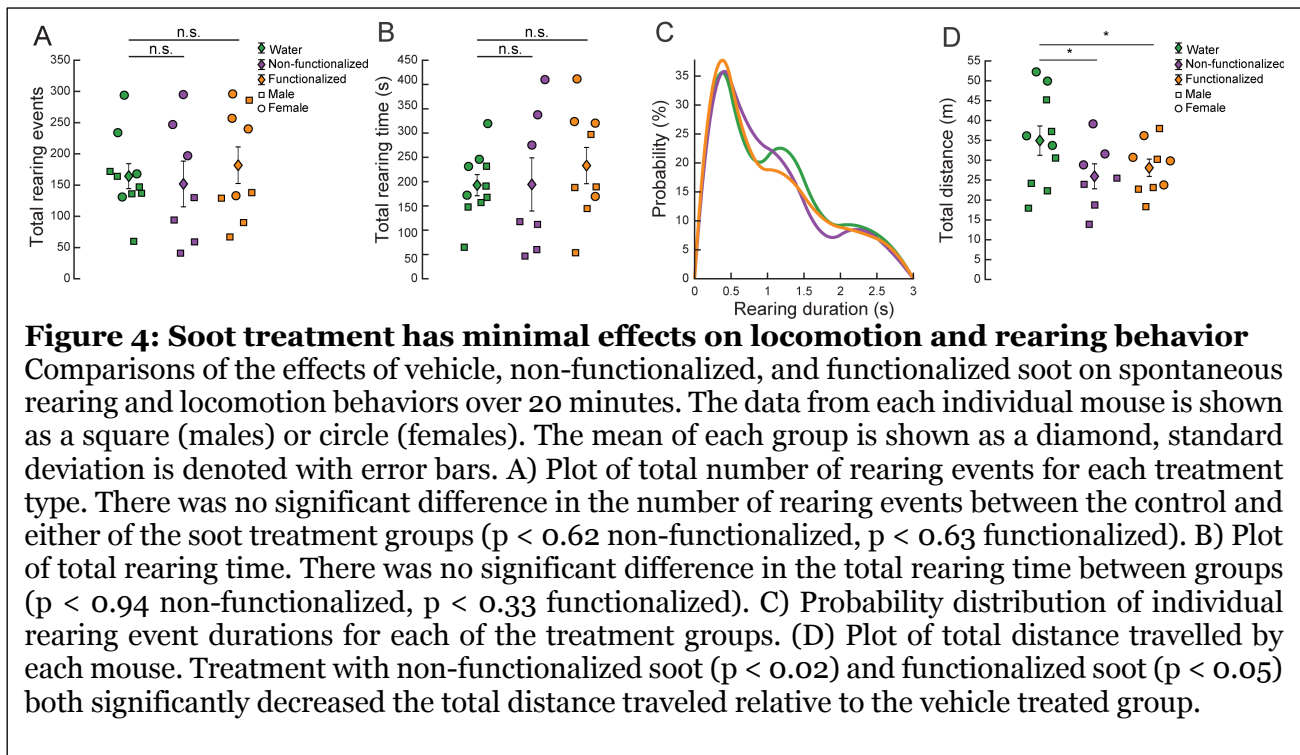 A
n.s.
n.s.
Water
Non-functionalized
Functionalized
Male
Female
Total rearing events
350
300
250
200
150
100
50
0
B
n.s.
n.s.
Total rearing time (s)
450
400
350
300
250
200
150
100
50
0
C
Probability (%)
35
30
25
20
15
10
5
0
0 0.5 1 1.5 2 2.5 3
Rearing duration (s)
D
*
*
Water
Non-functionalized
Functionalized
Male
Female
Total distance (m)
55
50
45
40
35
30
25
20
15
10
5
0
Figure 4: Soot treatment has minimal effects on locomotion and rearing behavior
Comparisons of the effects of vehicle, non-functionalized, and functionalized soot on spontaneous
rearing and locomotion behaviors over 20 minutes. The data from each individual mouse is shown
as a square (males) or circle (females). The mean of each group is shown as a diamond, standard
deviation is denoted with error bars. A) Plot of total number of rearing events for each treatment
type. There was no significant difference in the number of rearing events between the control and
either of the soot treatment groups (p < 0.62 non-functionalized, p < 0.63 functionalized). B) Plot
of total rearing time. There was no significant difference in the total rearing time between groups
(p < 0.94 non-functionalized, p < 0.33 functionalized). C) Probability distribution of individual
rearing event durations for each of the treatment groups. (D) Plot of total distance travelled by
each mouse. Treatment with non-functionalized soot (p < 0.02) and functionalized soot (p < 0.05)
both significantly decreased the total distance traveled relative to the vehicle treated group.